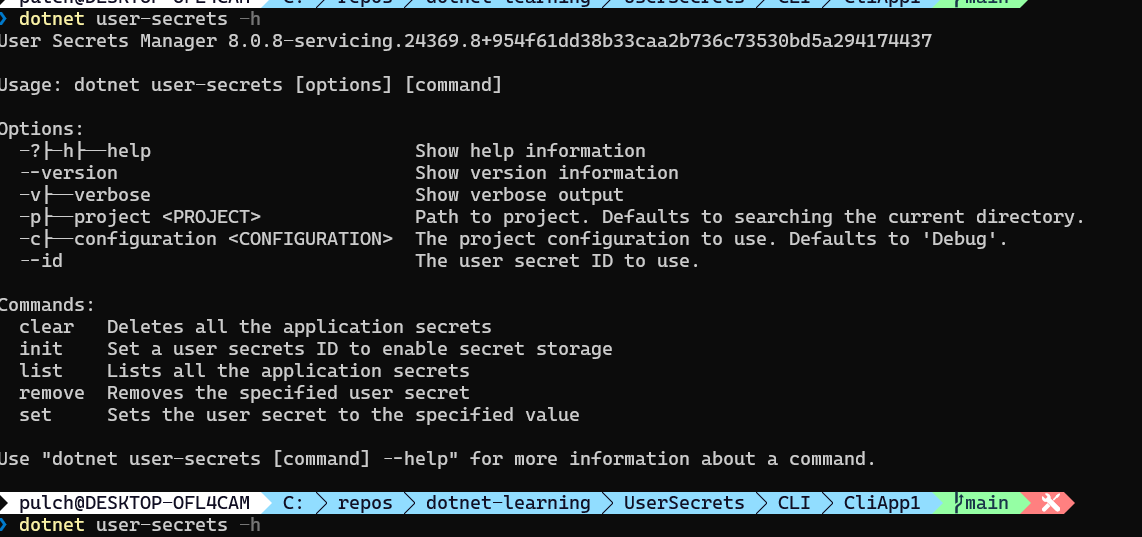 pulch@DESKTOP-OFL4CAM C: repos dotnet-learning UserSecrets CLI CliApp1 main
❯ dotnet user-secrets -h
User Secrets Manager 8.0.8-servicing.24369.8+954f61dd38b33caa2b736c73530bd5a294174437
Usage: dotnet user-secrets [options] [command]
Options:
-?|-h|--help Show help information
--version Show version information
-v|--verbose Show verbose output
-p|--project <PROJECT> Path to project. Defaults to searching the current directory.
-c|--configuration <CONFIGURATION> The project configuration to use. Defaults to 'Debug'.
--id The user secret ID to use.
Commands:
clear Deletes all the application secrets
init Set a user secrets ID to enable secret storage
list Lists all the application secrets
remove Removes the specified user secret
set Sets the user secret to the specified value
Use "dotnet user-secrets [command] --help" for more information about a command.
pulch@DESKTOP-OFL4CAM C: repos dotnet-learning UserSecrets CLI CliApp1 main
❯ dotnet user-secrets -h